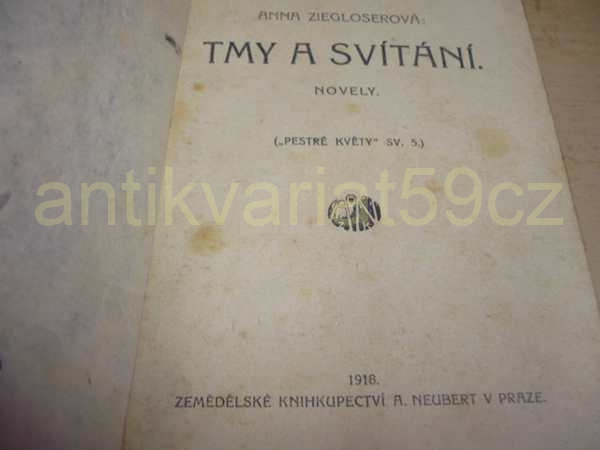 ANNA ZIEGLOSEROVÁ:
TMY A SVÍTÁNÍ.
NOVELY.
(„PESTRÉ KVĚTY" SV. 5.)
antikvariat59cz
1916.
ZEMĚDĚLSKÉ KNIHKUPECTVÍ A. NEUBERT V PRAZE.